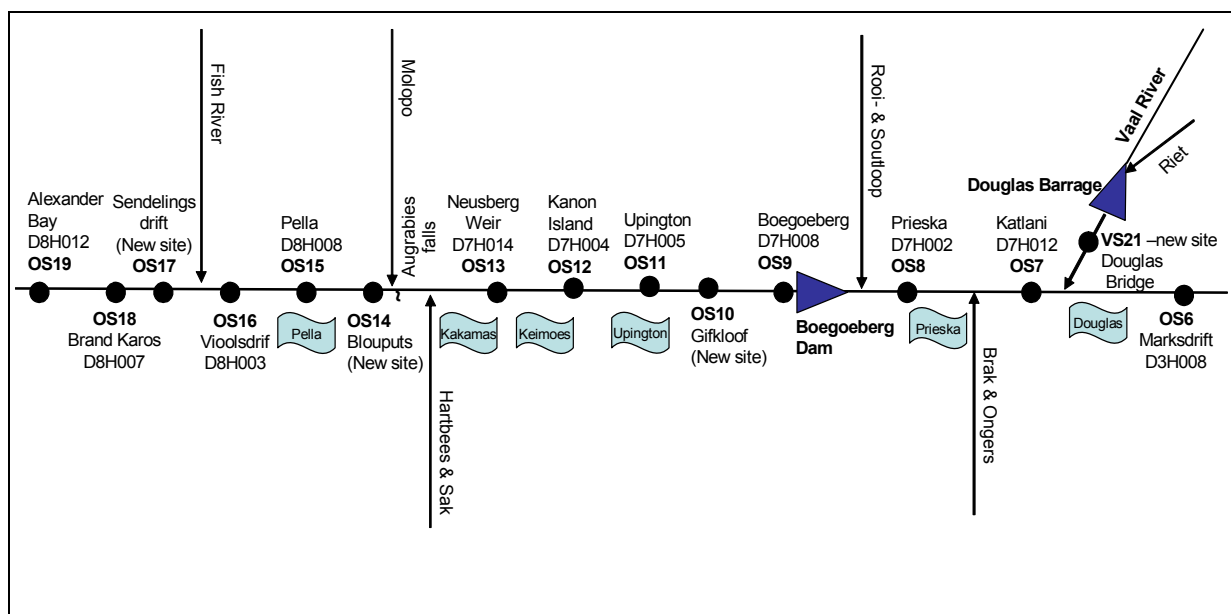 Fish River
Molopo
Rooi- & Soutloop
Vaal River
Riet
Douglas Barrage
Alexander
Bay
D8H012
OS19
Sendelings
drift
(New site)
OS17
Pella
D8H008
OS15
Augrabies
falls
Neusberg
Weir
D7H014
OS13
Kanon
Island
D7H004
OS12
Upington
D7H005
OS11
Boegoeberg
D7H008
OS9
Prieska
D7H002
OS8
Katlani
D7H012
OS7
VS21 –new site
Douglas
Bridge
OS18
Brand Karos
D8H007
OS16
Vioolsdrif
D8H003
Pella
OS14
Blouputs
(New site)
Kakamas
Keimoes
Upington
OS10
Gifkloof
(New site)
Boegoeberg
Dam
Prieska
Douglas
OS6
Marksdrift
D3H008
Hartbees & Sak
Brak & Ongers